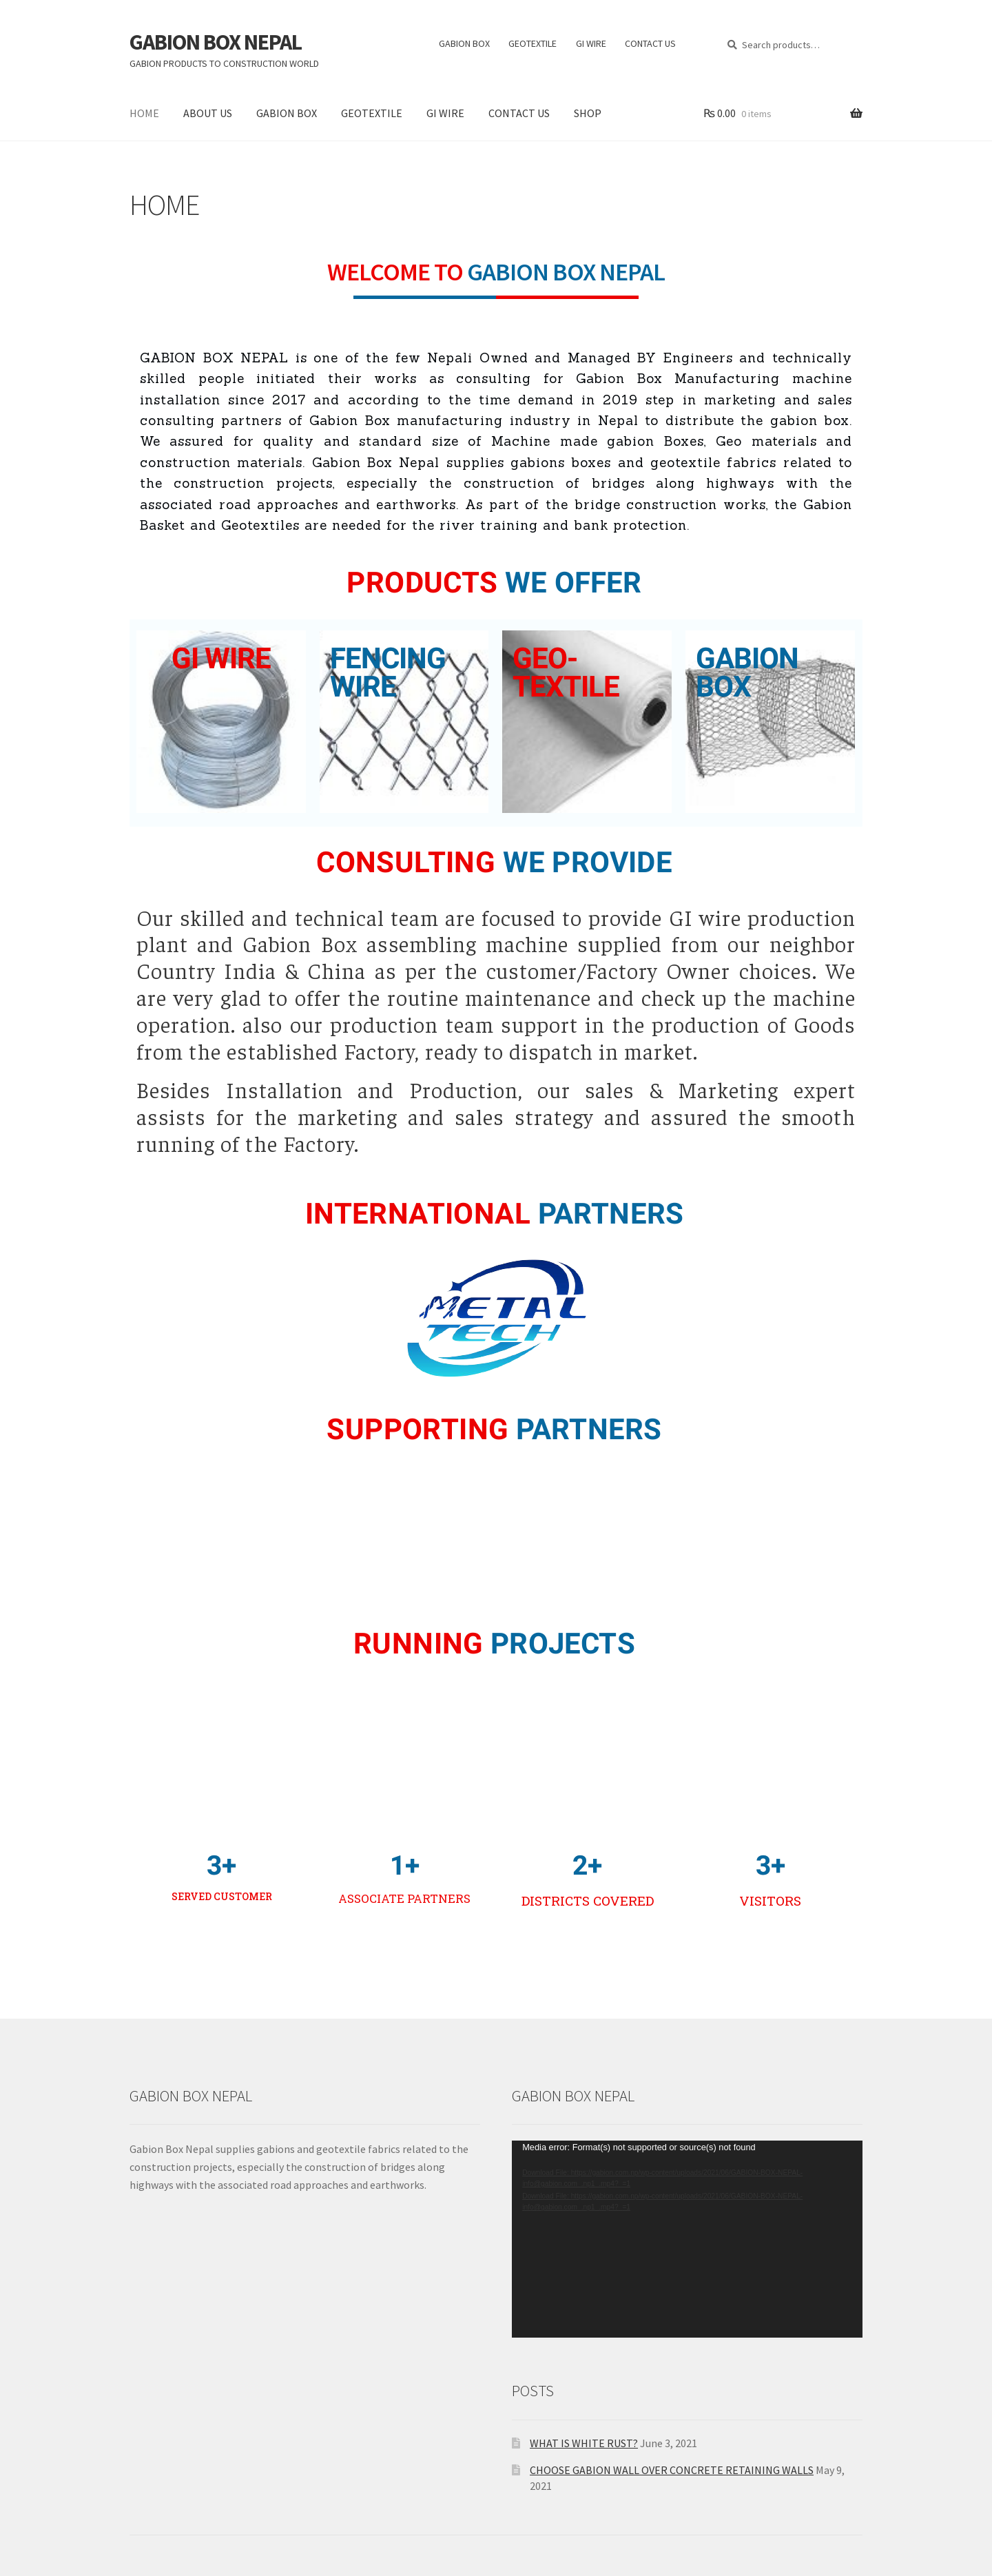 GABION BOX NEPAL
GABION PRODUCTS TO CONSTRUCTION WORLD
GABION BOX GEOTEXTILE GI WIRE CONTACT US
Search products…
HOME ABOUT US GABION BOX GEOTEXTILE GI WIRE CONTACT US SHOP
₨ 0.00 0 items
HOME
WELCOME TO GABION BOX NEPAL
GABION BOX NEPAL is one of the few Nepali Owned and Managed BY Engineers and technically
skilled people initiated their works as consulting for Gabion Box Manufacturing machine
installation since 2017 and according to the time demand in 2019 step in marketing and sales
consulting partners of Gabion Box manufacturing industry in Nepal to distribute the gabion box.
We assured for quality and standard size of Machine made gabion Boxes, Geo materials and
construction materials. Gabion Box Nepal supplies gabions boxes and geotextile fabrics related to
the construction projects, especially the construction of bridges along highways with the
associated road approaches and earthworks. As part of the bridge construction works, the Gabion
Basket and Geotextiles are needed for the river training and bank protection.
PRODUCTS WE OFFER
GI WIRE
FENCING
WIRE
GEO-
TEXTILE
GABION
BOX
CONSULTING WE PROVIDE
Our skilled and technical team are focused to provide GI wire production
plant and Gabion Box assembling machine supplied from our neighbor
Country India & China as per the customer/Factory Owner choices. We
are very glad to offer the routine maintenance and check up the machine
operation. also our production team support in the production of Goods
from the established Factory, ready to dispatch in market.
Besides Installation and Production, our sales & Marketing expert
assists for the marketing and sales strategy and assured the smooth
running of the Factory.
INTERNATIONAL PARTNERS
METAL
TECH
SUPPORTING PARTNERS
RUNNING PROJECTS
3+
SERVED CUSTOMER
1+
ASSOCIATE PARTNERS
2+
DISTRICTS COVERED
3+
VISITORS
GABION BOX NEPAL
Gabion Box Nepal supplies gabions and geotextile fabrics related to the
construction projects, especially the construction of bridges along
highways with the associated road approaches and earthworks.
GABION BOX NEPAL
Media error: Format(s) not supported or source(s) not found
POSTS
WHAT IS WHITE RUST? June 3, 2021
CHOOSE GABION WALL OVER CONCRETE RETAINING WALLS May 9,
2021